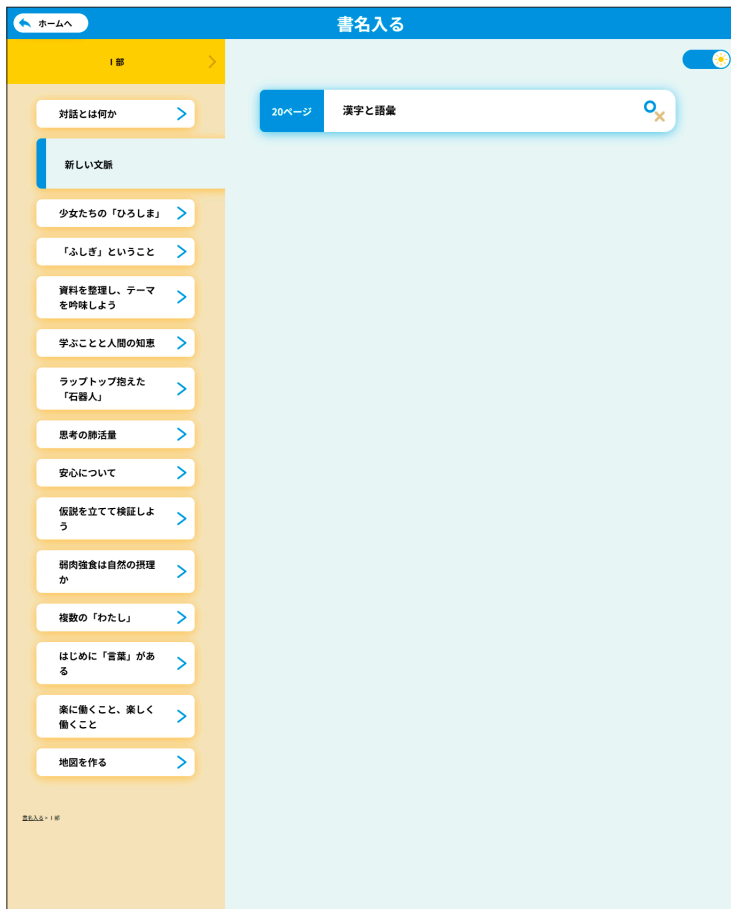 ホームへ
書名入る
Ⅰ部
対話とは何か
新しい文脈
少女たちの「ひろしま」
「ふしぎ」ということ
資料を整理し、テーマ
を吟味しよう
学ぶことと人間の知恵
ラップトップ抱えた
「石器人」
思考の肺活量
安心について
仮説を立てて検証しよ
う
弱肉強食は自然の摂理
か
複数の「わたし」
はじめに「言葉」があ
る
楽に働くこと、楽しく
働くこと
地図を作る
書名入る > Ⅰ部
20ページ 漢字と語彙